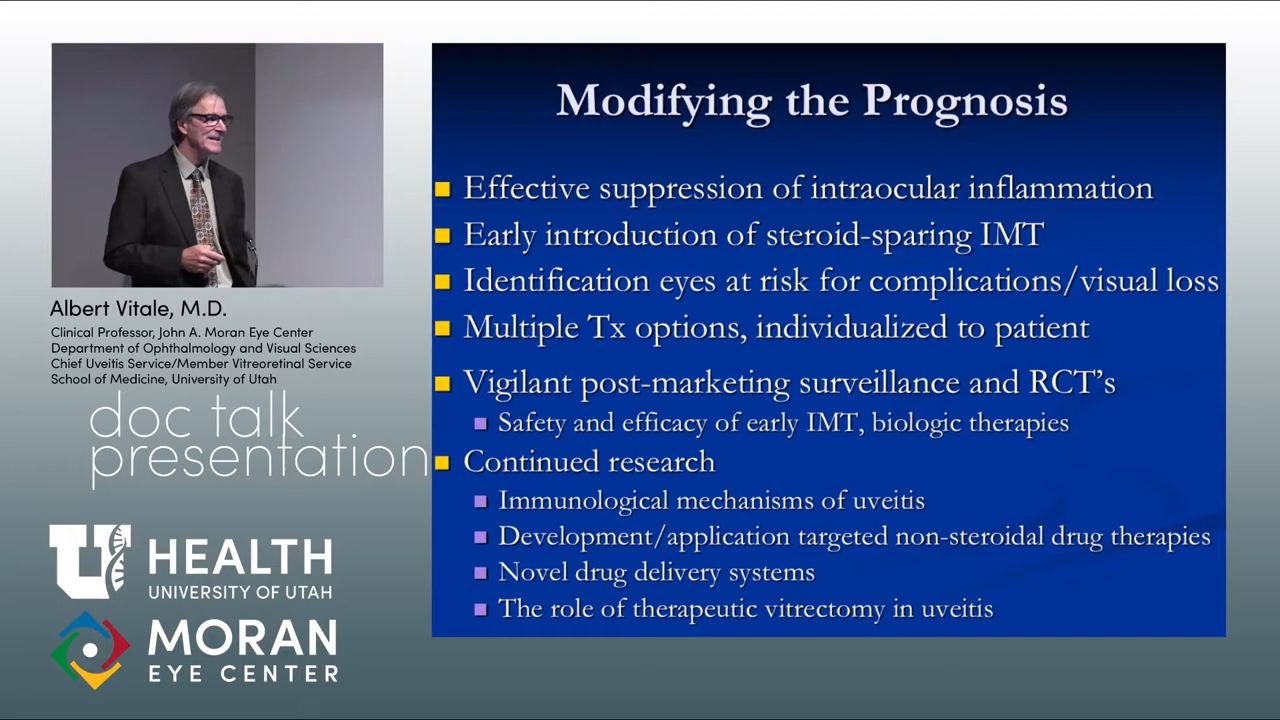 Modifying the Prognosis
Effective suppression of intraocular inflammation
Early introduction of steroid-sparing IMT
Identification eyes at risk for complications/visual loss
Multiple Tx options, individualized to patient
Vigilant post-marketing surveillance and RCT's
Safety and efficacy of early IMT, biologic therapies
Continued research
Immunological mechanisms of uveitis
Development/application targeted non-steroidal drug therapies
Novel drug delivery systems
The role of therapeutic vitrectomy in uveitis
Albert Vitale, M.D.
Clinical Professor, John A. Moran Eye Center
Department of Ophthalmology and Visual Sciences
Chief Uveitis Service/Member Vitreoretinal Service
School of Medicine, University of Utah
doc talk
presentation
U HEALTH
UNIVERSITY OF UTAH
MORAN
EYE CENTER